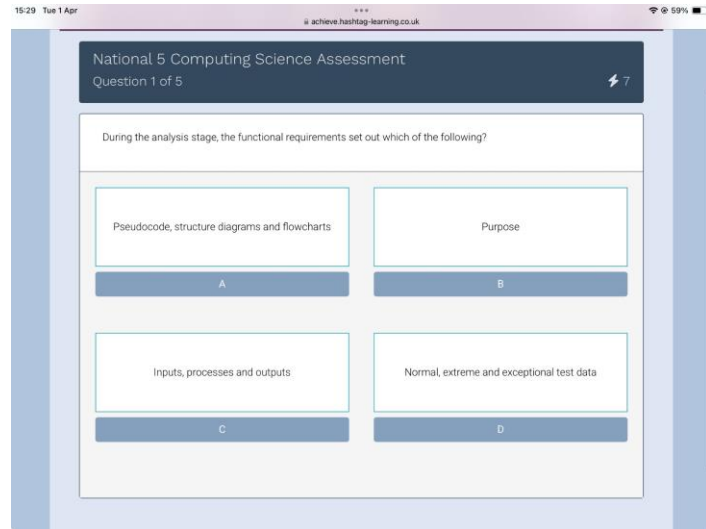 15:29 Tue 1 Apr
59%
achieve.hashtag-learning.co.uk
National 5 Computing Science Assessment
Question 1 of 5
7
During the analysis stage, the functional requirements set out which of the following?
Pseudocode, structure diagrams and flowcharts
Purpose
A
B
Inputs, processes and outputs
Normal, extreme and exceptional test data
C
D